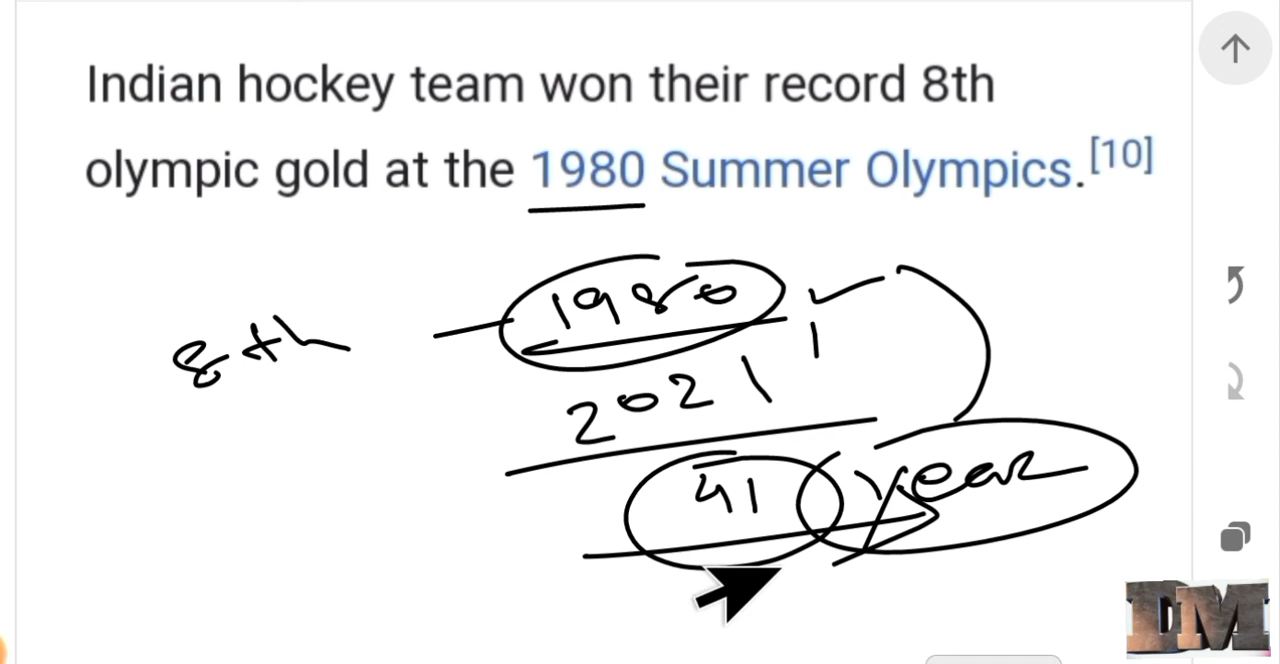 Indian hockey team won their record 8th
olympic gold at the 1980 Summer Olympics.[10]
8th 1980
2021
41 year
DM